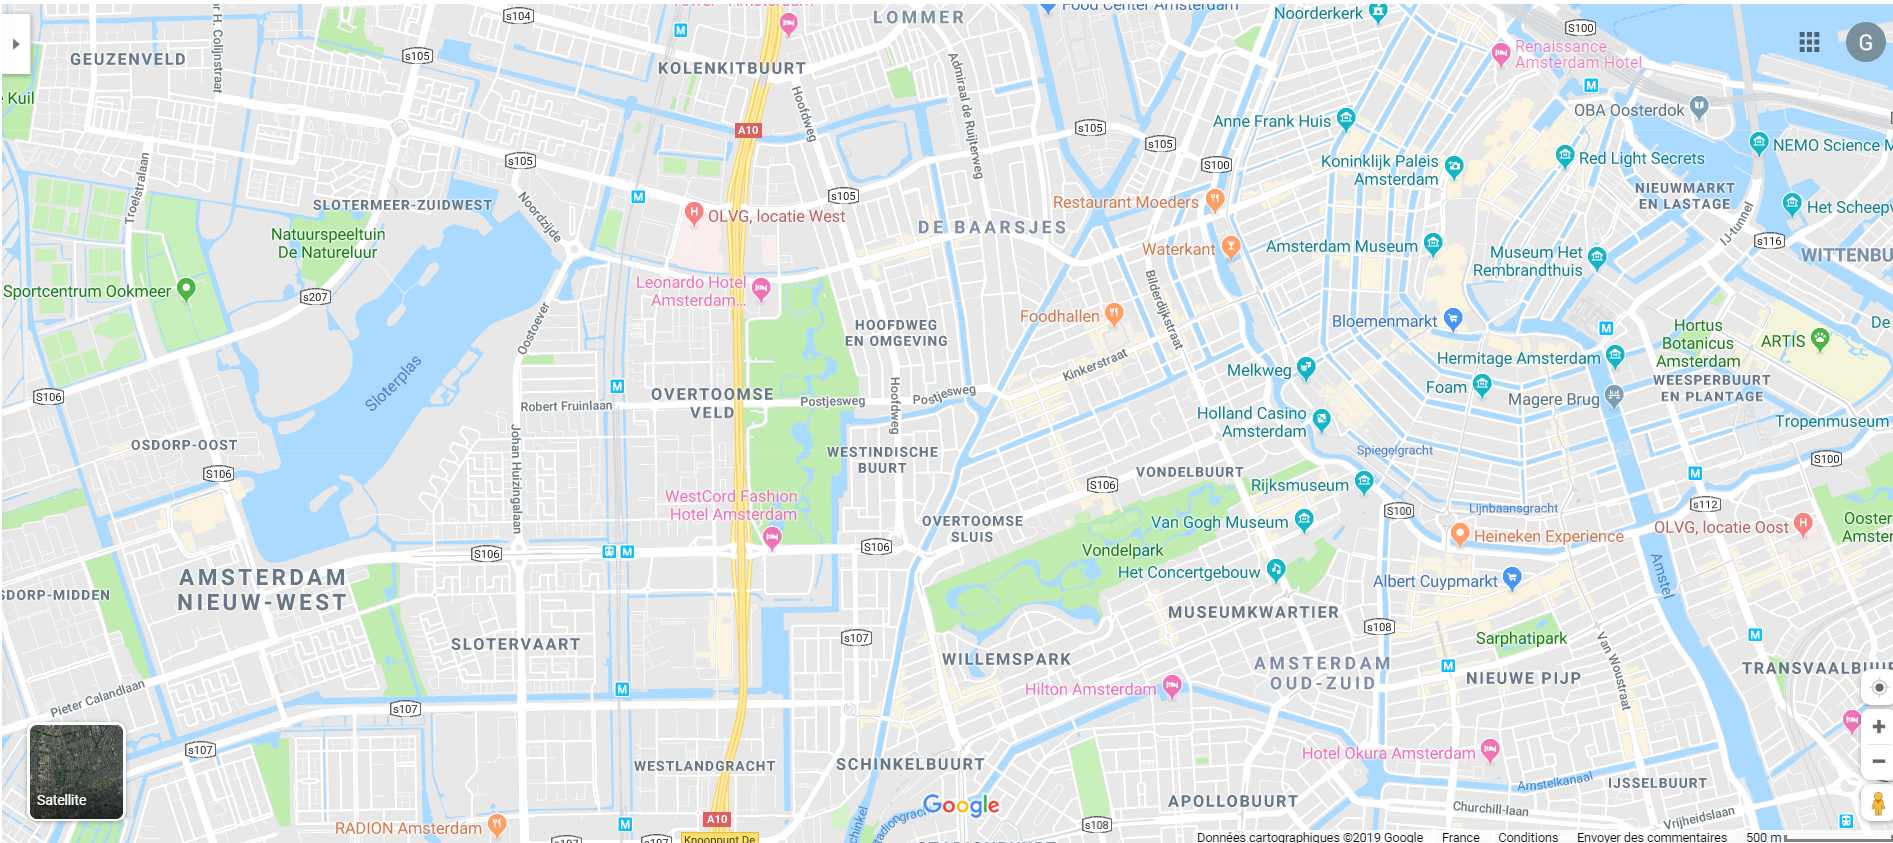 s104
Food Center Amsterdam
LOMMER
Noorderkerk
S100
GEUZENVELD
s105
KOLENKITBUURT
Renaissance
Amsterdam Hotel
G
Kuil
Hoofdweg
Admiraal de Ruijterweg
OBA Oosterdok
A10
s105
Anne Frank Huis
s105
s105
S100
Koninklijk Paleis
Amsterdam
Red Light Secrets
NEMO Science M
Troelstralaan
SLOTERMEER-ZUIDWEST
Noordzijde
s105
OLVG, locatie West
DE BAARSJES
Restaurant Moeders
NIEUWMARKT
EN LASTAGE
Het Scheepv
IJ-tunnel
s116
Natuurspeeltuin
De Natureluur
Waterkant
Amsterdam Museum
Museum Het
Rembrandthuis
WITTENBU
Sportcentrum Ookmeer
s207
Leonardo Hotel
Amsterdam...
Bilderdijkstraat
Foodhallen
Bloemenmarkt
Oostoever
HOOFDWEG
EN OMGEVING
Hortus
Botanicus
Amsterdam
ARTIS
De
Sloterplas
Kinkerstraat
Melkweg
Hermitage Amsterdam
Foam
Magere Brug
WEESPERBUURT
EN PLANTAGE
S106
OVERTOOMSE
VELD
Robert Fruinlaan
Postjesweg
Hoofdweg
Postjesweg
Holland Casino
Amsterdam
Tropenmuseum
OSDORP-OOST
Johan Huizingalaan
WESTINDISCHE
BUURT
Spiegelgracht
S100
S106
VONDELBUURT
S106
Rijksmuseum
WestCord Fashion
Hotel Amsterdam
s112
Lijnbaansgracht
S100
OVERTOOMSE
SLUIS
Van Gogh Museum
OLVG, locatie Oost
Ooster
Amster
Heineken Experience
S106
S106
Vondelpark
Het Concertgebouw
Albert Cuypmarkt
Amstel
AMSTERDAM
NIEUW-WEST
SDORP-MIDDEN
MUSEUMKWARTIER
s108
SLOTERVAART
s107
Sarphatipark
Van Woustraat
WILLEMSPARK
AMSTERDAM
OUD-ZUID
NIEUWE PIJP
TRANSVAALBUUR
Pieter Calandlaan
Hilton Amsterdam
s107
s107
Hotel Okura Amsterdam
WESTLANDGRACHT
SCHINKELBUURT
Amstelkanaal
IJSSELBUURT
Satellite
Google
APOLLOBUURT
Churchill-laan
Vrijheidslaan
RADION Amsterdam
A10
s108
Knooppunt De
s107
s107
Données cartographiques ©2019 Google
France
Conditions
Envoyer des commentaires
500 m